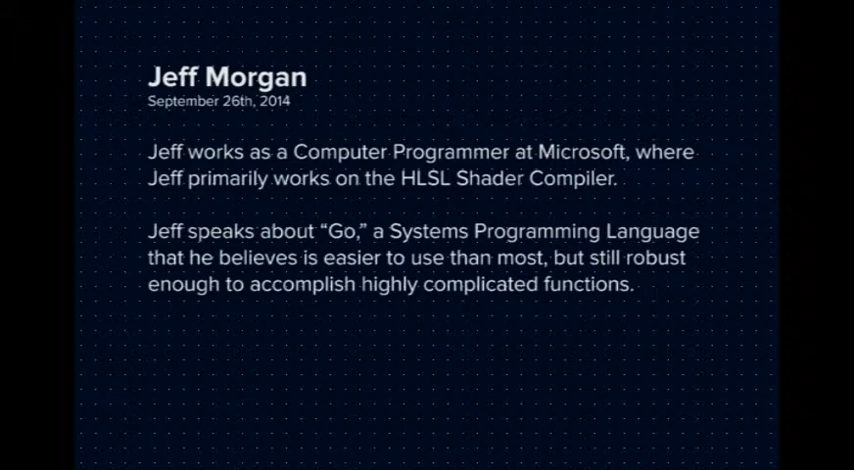 Jeff Morgan
September 26th, 2014
Jeff works as a Computer Programmer at Microsoft, where
Jeff primarily works on the HLSL Shader Compiler.
Jeff speaks about “Go,” a Systems Programming Language
that he believes is easier to use than most, but still robust
enough to accomplish highly complicated functions.